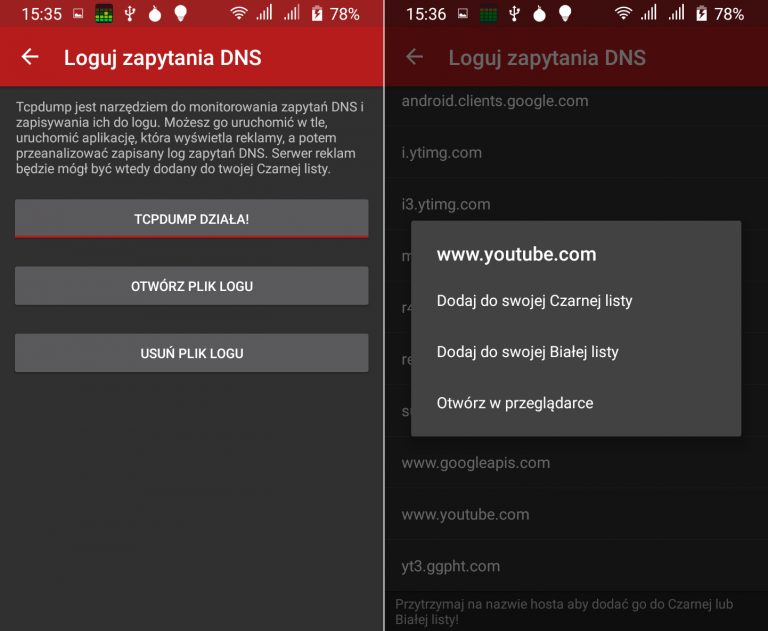 15:35
78%
Loguj zapytania DNS
Tcpdump jest narzędziem do monitorowania zapytań DNS i
zapisywania ich do logu. Możesz go uruchomić w tle,
uruchomić aplikację, która wyświetla reklamy, a potem
przeanalizować zapisany log zapytań DNS. Serwer reklam
będzie mógł być wtedy dodany do twojej Czarnej listy.
TCPDUMP DZIAŁA!
OTWÓRZ PLIK LOGU
USUŃ PLIK LOGU
15:36
78%
Loguj zapytania DNS
android.clients.google.com
i.ytimg.com
i3.ytimg.com
www.youtube.com
Dodaj do swojej Czarnej listy
Dodaj do swojej Białej listy
Otwórz w przeglądarce
www.googleapis.com
www.youtube.com
yt3.ggpht.com
Przytrzymaj na nazwie hosta aby dodać go do Czarnej lub
Białej listy!